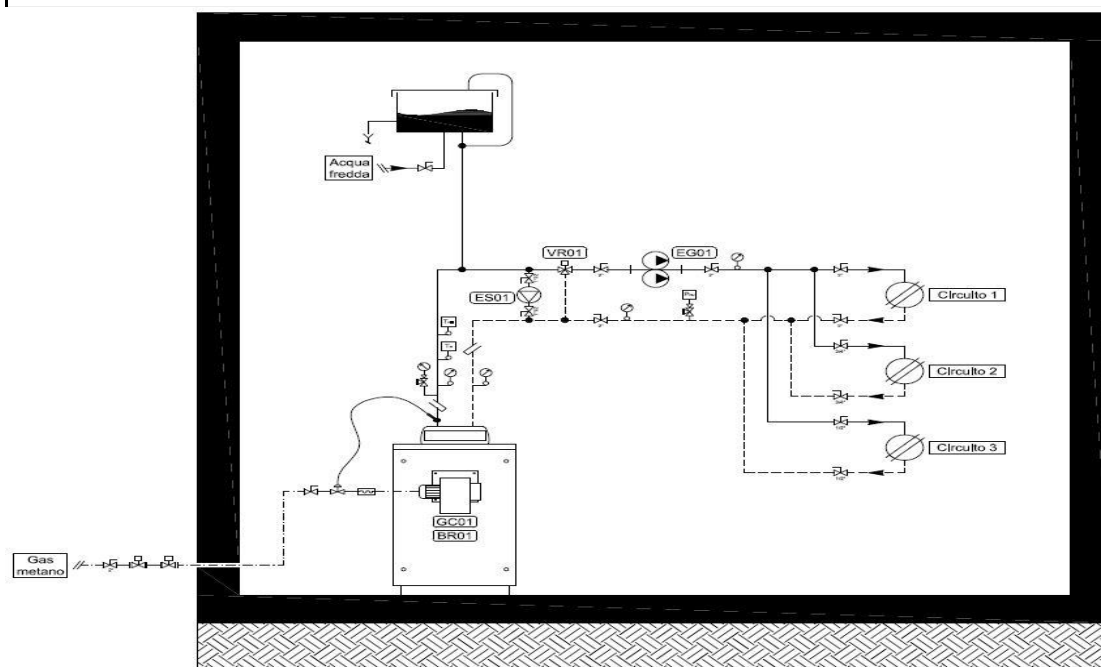 Acqua
fredda
VR01
EG01
ES01
Circuito 1
Circuito 2
Circuito 3
GC01
BR01
Gas
metano